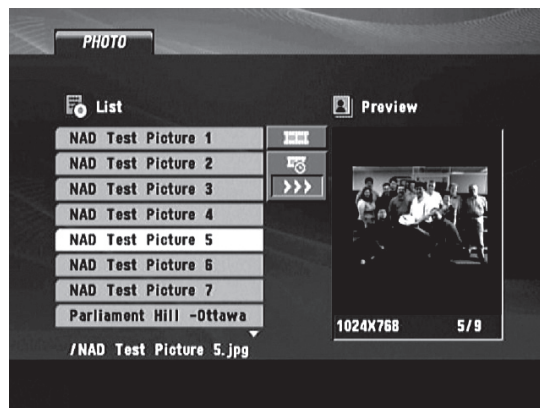 PHOTO
List
NAD Test Picture 1
NAD Test Picture 2
NAD Test Picture 3
NAD Test Picture 4
NAD Test Picture 5
NAD Test Picture 6
NAD Test Picture 7
Parliament Hill -Ottawa
/NAD Test Picture 5.jpg
>>>
Preview
1024X768 5/9